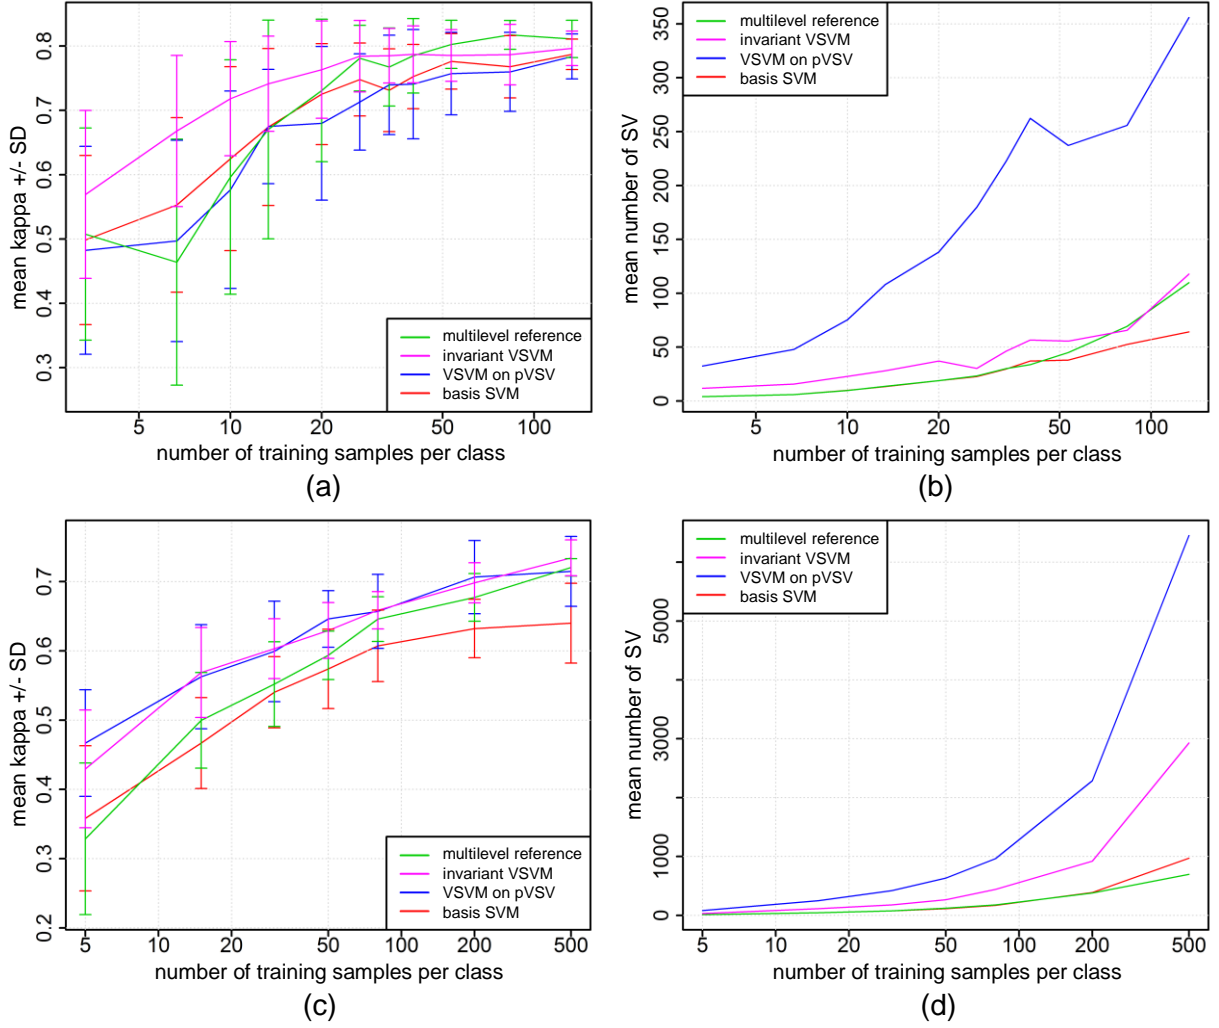 mean kappa +/- SD
0.8
0.7
0.6
0.5
0.4
0.3
multilevel reference
invariant VSVM
VSVM on pVSV
basis SVM
5 10 20 50 100
number of training samples per class
(a)
mean number of SV
350
300
250
200
150
100
50
0
multilevel reference
invariant VSVM
VSVM on pVSV
basis SVM
5 10 20 50 100
number of training samples per class
(b)
mean kappa +/- SD
0.7
0.6
0.5
0.4
0.3
0.2
multilevel reference
invariant VSVM
VSVM on pVSV
basis SVM
5 10 20 50 100 200 500
number of training samples per class
(c)
mean number of SV
5000
3000
1000
0
multilevel reference
invariant VSVM
VSVM on pVSV
basis SVM
5 10 20 50 100 200 500
number of training samples per class
(d)